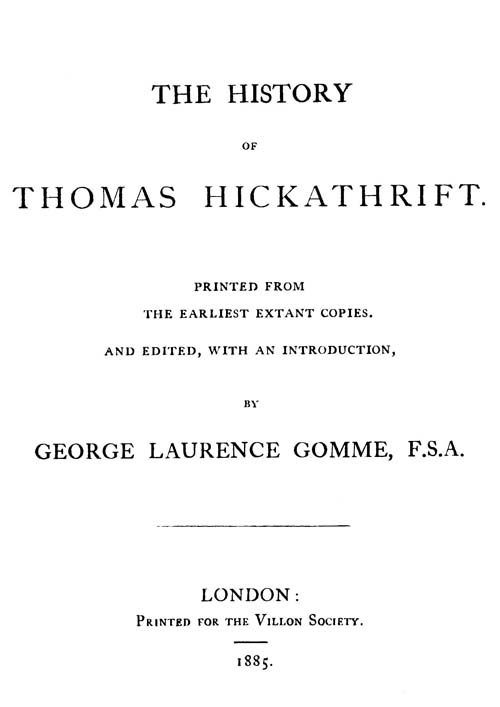 THE HISTORY
OF
THOMAS HICKATHRIFT.
PRINTED FROM
THE EARLIEST EXTANT COPIES.
AND EDITED, WITH AN INTRODUCTION,
BY
GEORGE LAURENCE GOMME, F.S.A.
LONDON:
PRINTED FOR THE VILLON SOCIETY.
1885.